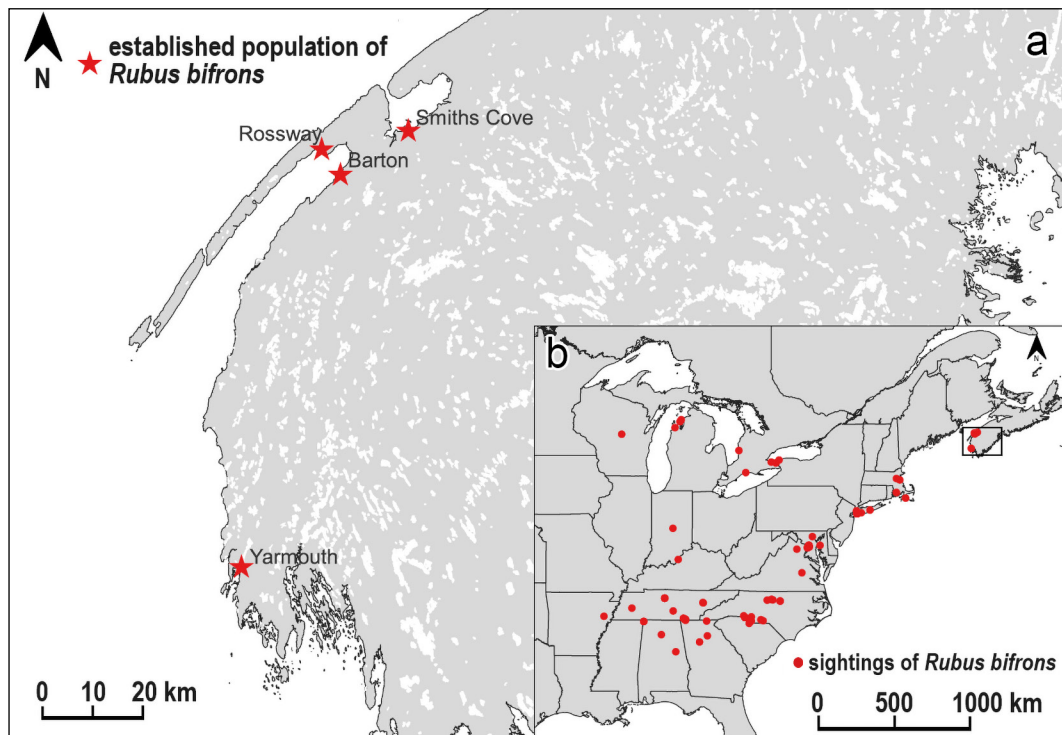 a
N
established population of
Rubus bifrons
Smiths Cove
Rossway
Barton
Yarmouth
0 10 20 km
b
N
sightings of Rubus bifrons
0 500 1000 km